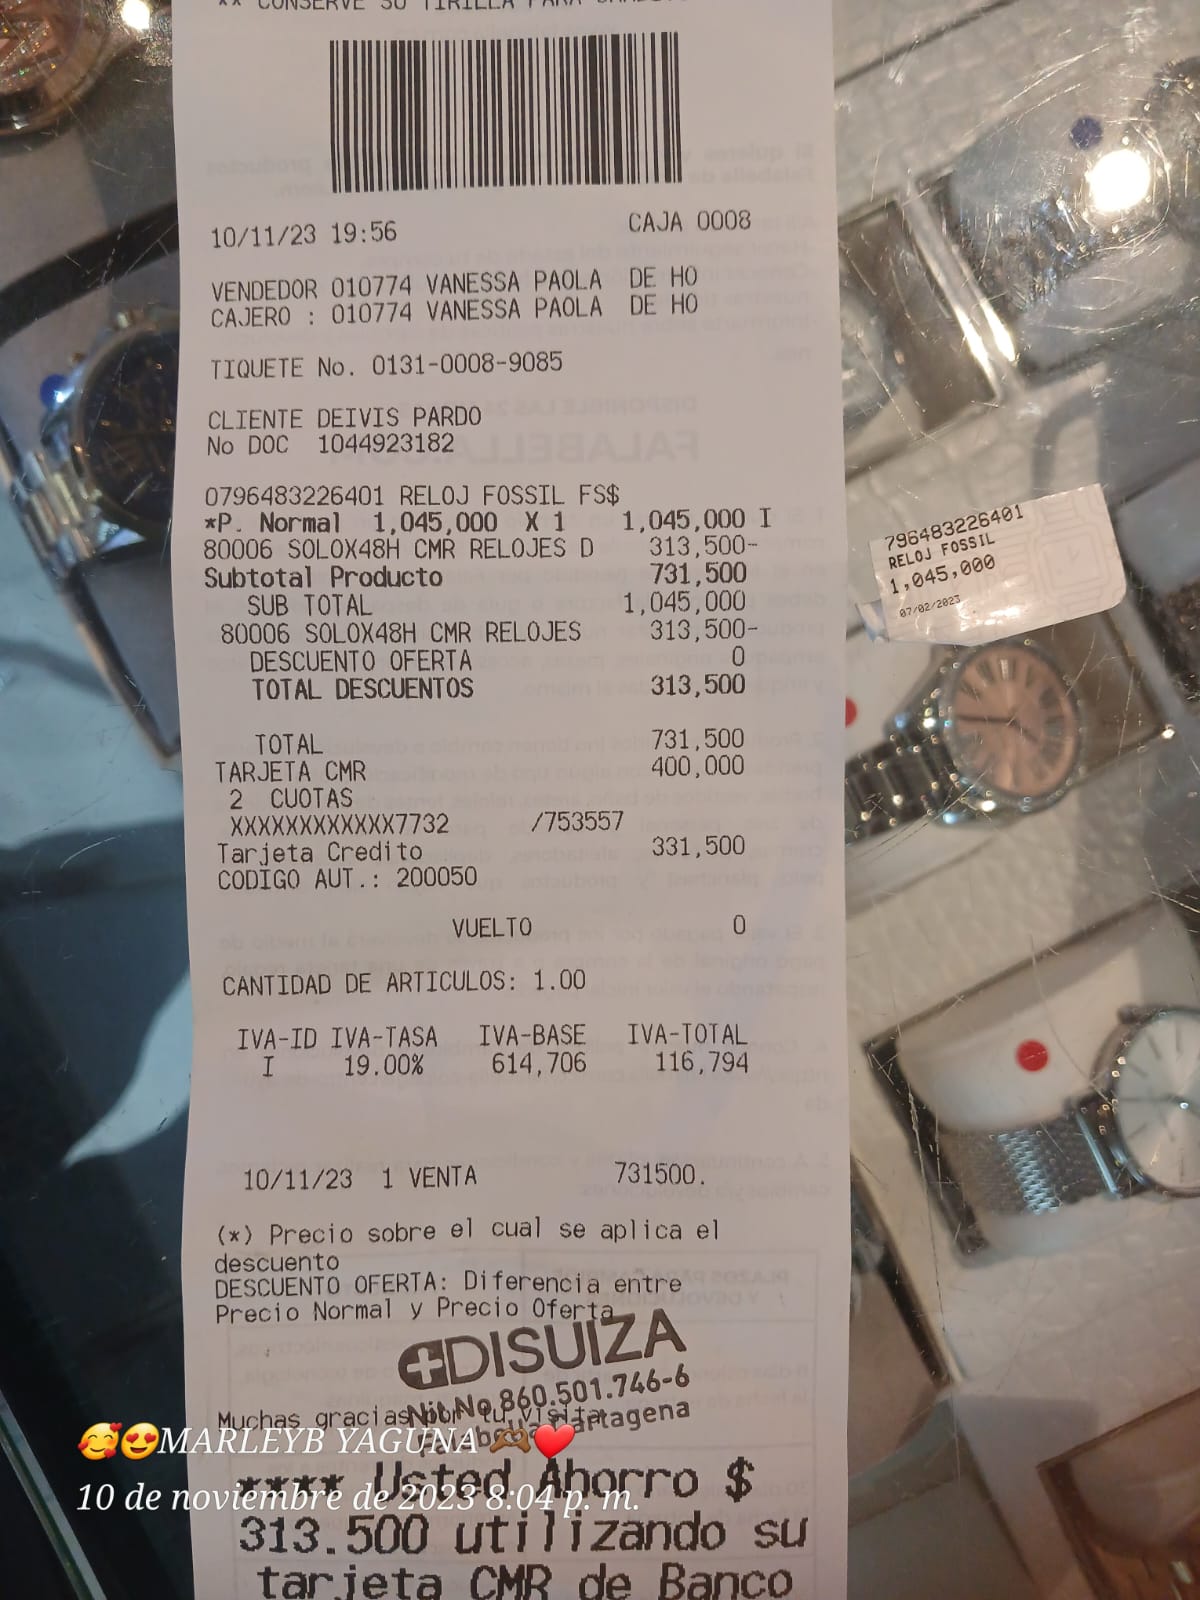 ** CONSERVE SU TIRILLA PARA
10/11/23 19:56 CAJA 0008
VENDEDOR 010774 VANESSA PAOLA DE HO
CAJERO : 010774 VANESSA PAOLA DE HO
TIQUETE No. 0131-0008-9085
CLIENTE DEIVIS PARDO
No DOC 1044923182
0796483226401 RELOJ FOSSIL FS$
*P. Normal 1,045,000 X 1 1,045,000 I
80006 SOLOX48H CMR RELOJES D 313,500-
Subtotal Producto 731,500
SUB TOTAL 1,045,000
80006 SOLOX48H CMR RELOJES 313,500-
DESCUENTO OFERTA 0
TOTAL DESCUENTOS 313,500
TOTAL 731,500
TARJETA CMR 400,000
2 CUOTAS
XXXXXXXXXXXX7732 /753557
Tarjeta Credito 331,500
CODIGO AUT.: 200050
VUELTO 0
CANTIDAD DE ARTICULOS: 1.00
IVA-ID IVA-TASA IVA-BASE IVA-TOTAL
I 19.00% 614,706 116,794
10/11/23 1 VENTA 731500.
(*) Precio sobre el cual se aplica el
descuento
DESCUENTO OFERTA: Diferencia entre
Precio Normal y Precio Oferta
DISUIZA
Nit.No.860.501.746-6
Muchas gracias por tu visita
Cartagena
**** Usted Ahorro $
313.500 utilizando su
tarjeta CMR de Banco
796483226401
RELOJ FOSSIL
1,045,000
07/02/2023
🥰😍MARLEYB YAGUNA 🫶🏽❤️
10 de noviembre de 2023 8:04 p. m.